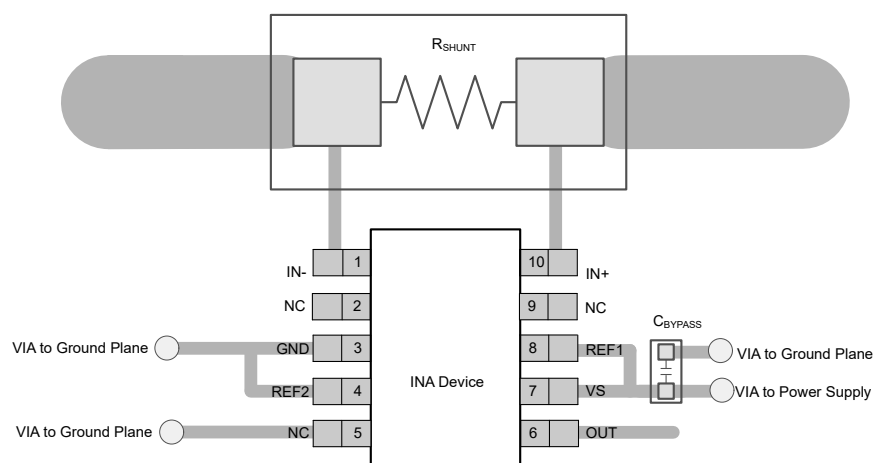 RSHUNT
1
10
IN-
IN+
NC
2
9
NC
CBYPASS
VIA to Ground Plane
GND
3
8
REF1
VIA to Ground Plane
INA Device
REF2
4
7
VS
VIA to Power Supply
VIA to Ground Plane
NC
5
6
OUT